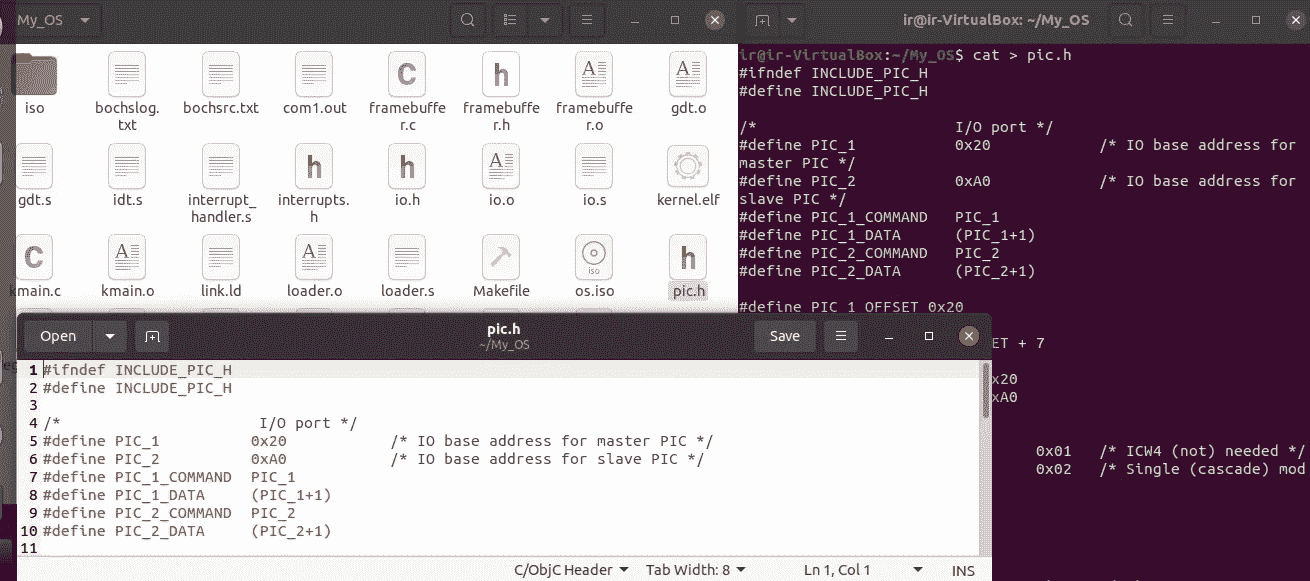 My_OS
iso
bochslog.txt
bochsrc.txt
com1.out
framebuffer.c
framebuffer.h
framebuffer.o
gdt.o
gdt.s
idt.s
interrupt_handler.s
interrupts.h
io.h
io.o
io.s
kernel.elf
kmain.c
kmain.o
link.ld
loader.o
loader.s
Makefile
os.iso
pic.h
ir@ir-VirtualBox: ~/My_OS
ir@ir-VirtualBox:~/My_OS$ cat > pic.h
#ifndef INCLUDE_PIC_H
#define INCLUDE_PIC_H
/*                      I/O port */
#define PIC_1           0x20            /* IO base address for
master PIC */
#define PIC_2           0xA0            /* IO base address for
slave PIC */
#define PIC_1_COMMAND   PIC_1
#define PIC_1_DATA      (PIC_1+1)
#define PIC_2_COMMAND   PIC_2
#define PIC_2_DATA      (PIC_2+1)
#define PIC_1_OFFSET 0x20
ET + 7
x20
xA0
0x01   /* ICW4 (not) needed */
0x02   /* Single (cascade) mod
Open
pic.h
~/My_OS
Save
1 #ifndef INCLUDE_PIC_H
2 #define INCLUDE_PIC_H
3
4 /*                      I/O port */
5 #define PIC_1          0x20            /* IO base address for master PIC */
6 #define PIC_2          0xA0            /* IO base address for slave PIC */
7 #define PIC_1_COMMAND  PIC_1
8 #define PIC_1_DATA     (PIC_1+1)
9 #define PIC_2_COMMAND  PIC_2
10 #define PIC_2_DATA     (PIC_2+1)
11
C/ObjC Header Tab Width: 8 Ln 1, Col 1 INS